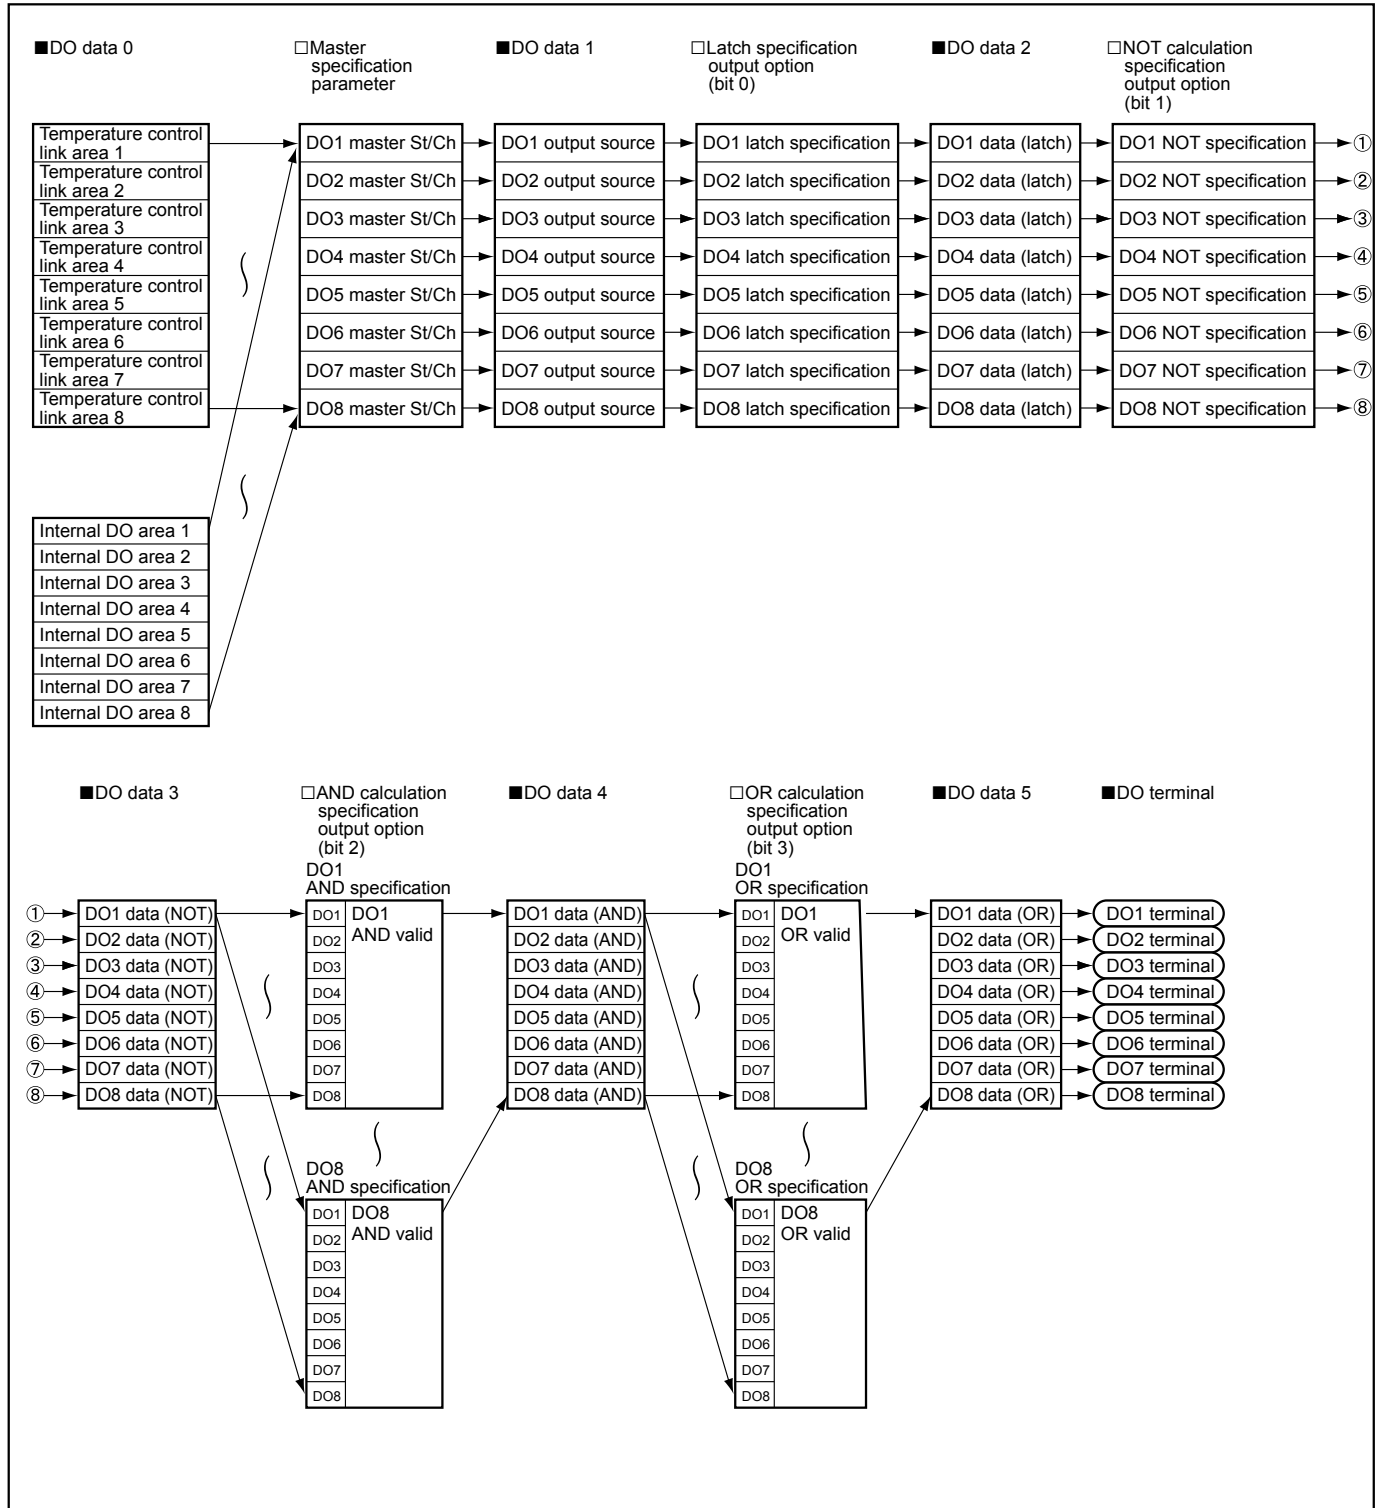 ■DO data 0
□Master
specification
parameter
■DO data 1
□Latch specification
output option
(bit 0)
■DO data 2
□NOT calculation
specification
output option
(bit 1)
Temperature control
link area 1
Temperature control
link area 2
Temperature control
link area 3
Temperature control
link area 4
Temperature control
link area 5
Temperature control
link area 6
Temperature control
link area 7
Temperature control
link area 8
DO1 master St/Ch
DO2 master St/Ch
DO3 master St/Ch
DO4 master St/Ch
DO5 master St/Ch
DO6 master St/Ch
DO7 master St/Ch
DO8 master St/Ch
DO1 output source
DO2 output source
DO3 output source
DO4 output source
DO5 output source
DO6 output source
DO7 output source
DO8 output source
DO1 latch specification
DO2 latch specification
DO3 latch specification
DO4 latch specification
DO5 latch specification
DO6 latch specification
DO7 latch specification
DO8 latch specification
DO1 data (latch)
DO2 data (latch)
DO3 data (latch)
DO4 data (latch)
DO5 data (latch)
DO6 data (latch)
DO7 data (latch)
DO8 data (latch)
DO1 NOT specification
DO2 NOT specification
DO3 NOT specification
DO4 NOT specification
DO5 NOT specification
DO6 NOT specification
DO7 NOT specification
DO8 NOT specification
①
②
③
④
⑤
⑥
⑦
⑧
Internal DO area 1
Internal DO area 2
Internal DO area 3
Internal DO area 4
Internal DO area 5
Internal DO area 6
Internal DO area 7
Internal DO area 8
■DO data 3
□AND calculation
specification
output option
(bit 2)
■DO data 4
□OR calculation
specification
output option
(bit 3)
■DO data 5
■DO terminal
①
②
③
④
⑤
⑥
⑦
⑧
DO1 data (NOT)
DO2 data (NOT)
DO3 data (NOT)
DO4 data (NOT)
DO5 data (NOT)
DO6 data (NOT)
DO7 data (NOT)
DO8 data (NOT)
DO1
AND specification
DO1
DO2
DO3
DO4
DO5
DO6
DO7
DO8
DO1
AND valid
DO8
AND specification
DO1
DO2
DO3
DO4
DO5
DO6
DO7
DO8
DO8
AND valid
DO1 data (AND)
DO2 data (AND)
DO3 data (AND)
DO4 data (AND)
DO5 data (AND)
DO6 data (AND)
DO7 data (AND)
DO8 data (AND)
DO1
OR specification
DO1
DO2
DO3
DO4
DO5
DO6
DO7
DO8
DO1
OR valid
DO8
OR specification
DO1
DO2
DO3
DO4
DO5
DO6
DO7
DO8
DO8
OR valid
DO1 data (OR)
DO2 data (OR)
DO3 data (OR)
DO4 data (OR)
DO5 data (OR)
DO6 data (OR)
DO7 data (OR)
DO8 data (OR)
DO1 terminal
DO2 terminal
DO3 terminal
DO4 terminal
DO5 terminal
DO6 terminal
DO7 terminal
DO8 terminal